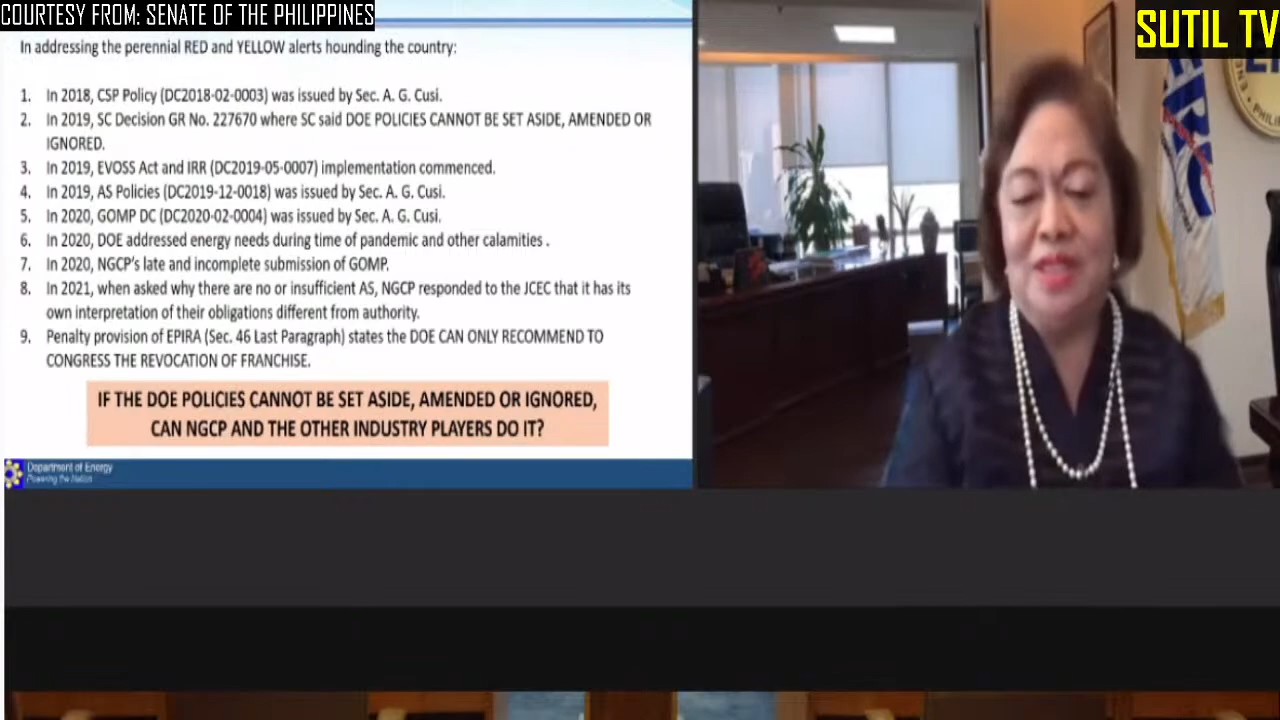 COURTESY FROM: SENATE OF THE PHILIPPINES
SUTIL TV
In addressing the perennial RED and YELLOW alerts hounding the country:
1. In 2018, CSP Policy (DC2018-02-0003) was issued by Sec. A. G. Cusi.
2. In 2019, SC Decision GR No. 227670 where SC said DOE POLICIES CANNOT BE SET ASIDE, AMENDED OR
IGNORED.
3. In 2019, EVOSS Act and IRR (DC2019-05-0007) implementation commenced.
4. In 2019, AS Policies (DC2019-12-0018) was issued by Sec. A. G. Cusi.
5. In 2020, GOMP DC (DC2020-02-0004) was issued by Sec. A. G. Cusi.
6. In 2020, DOE addressed energy needs during time of pandemic and other calamities .
7. In 2020, NGCP's late and incomplete submission of GOMP.
8. In 2021, when asked why there are no or insufficient AS, NGCP responded to the JCEC that it has its
own interpretation of their obligations different from authority.
9. Penalty provision of EPIRA (Sec. 46 Last Paragraph) states the DOE CAN ONLY RECOMMEND TO
CONGRESS THE REVOCATION OF FRANCHISE.
IF THE DOE POLICIES CANNOT BE SET ASIDE, AMENDED OR IGNORED,
CAN NGCP AND THE OTHER INDUSTRY PLAYERS DO IT?
Department of Energy
Powering the Nation